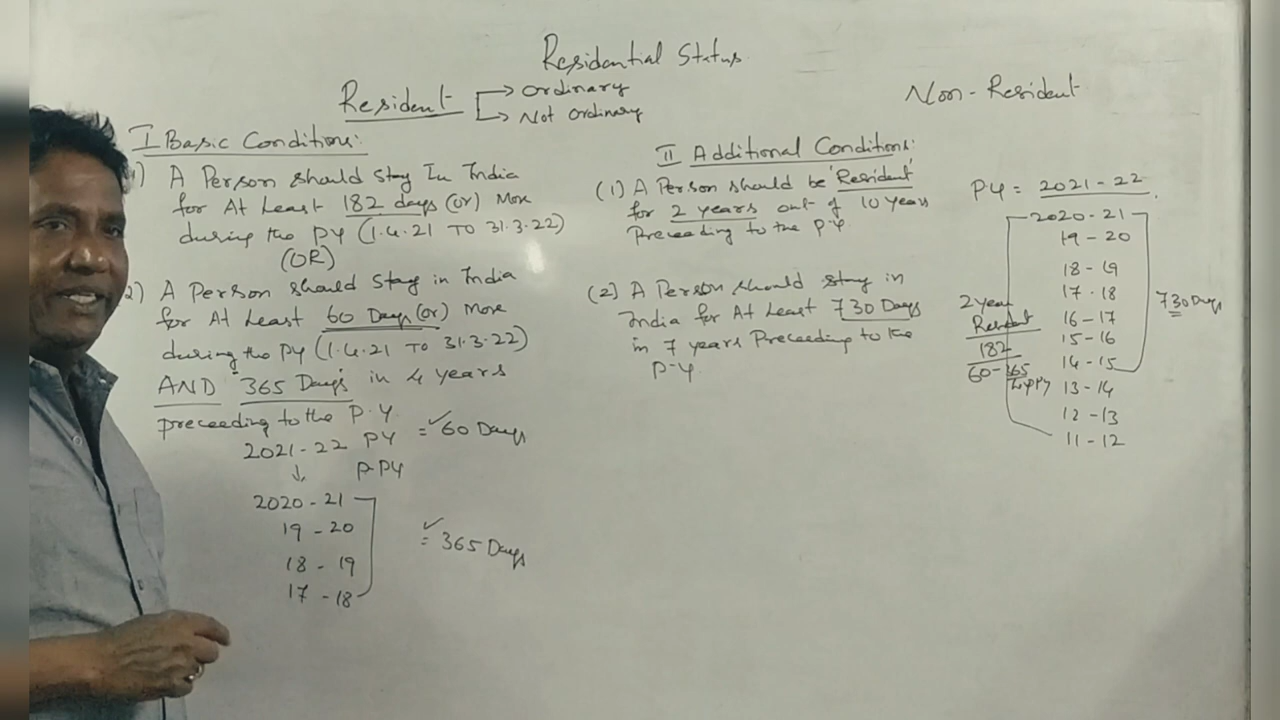 Residential Status
Resident → Ordinary
→ Not Ordinary
Non-Resident
I Basic Conditions:
1) A Person should stay In India
for At Least 182 days (or) More
during the PY (1.4.21 TO 31.3.22)
(OR)
2) A Person should stay in India
for At Least 60 Days (or) More
during the PY (1.4.21 TO 31.3.22)
AND 365 Days in 4 years
preceeding to the P.Y
2021-22 PY = ✓60 Days
↓ P.PY
2020-21
19-20
18-19
17-18
✓= 365 Days
II Additional Conditions:
(1) A Person should be 'Resident'
for 2 years out of 10 years
Preceeding to the P.Y
(2) A Person should stay in
India for At Least 730 Days
in 7 years Preceeding to the
P-Y
PY = 2021-22.
2020-21
19-20
18-19
17-18
16-17
15-16
14-15
13-14
12-13
11-12
730 Days
2 year
Resident
182
60-365